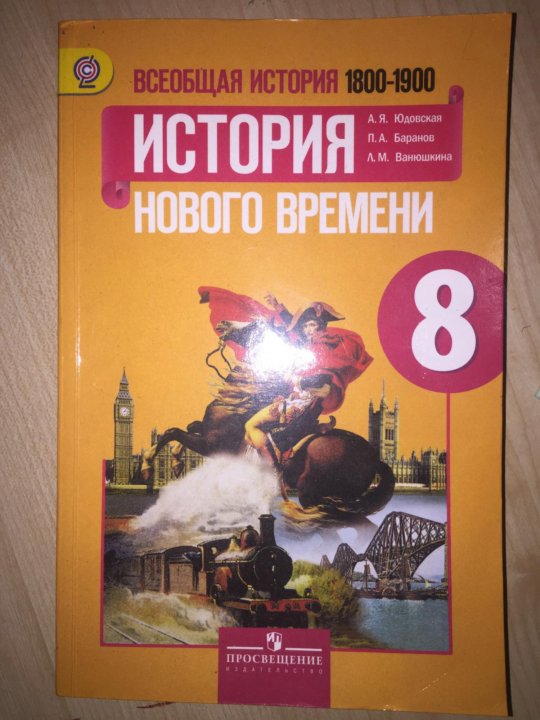 ВСЕОБЩАЯ ИСТОРИЯ 1800-1900
ИСТОРИЯ
А. Я. Юдовская
П. А. Баранов
Л. М. Ванюшкина
НОВОГО ВРЕМЕНИ
8
ПРОСВЕЩЕНИЕ
ИЗДАТЕЛЬСТВО